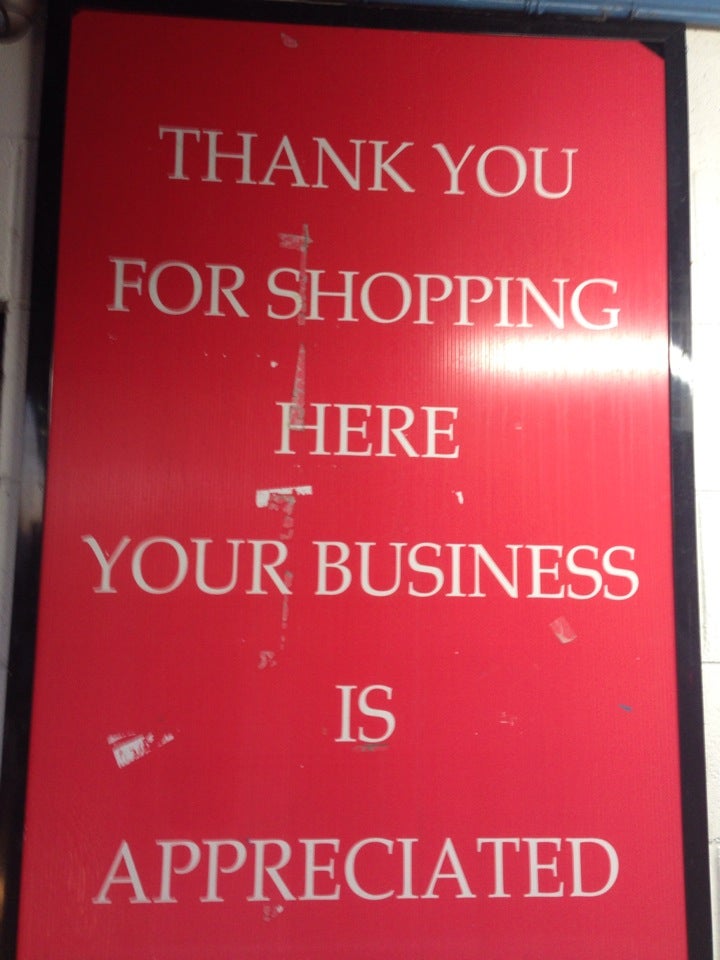 THANK YOU
FOR SHOPPING
HERE
YOUR BUSINESS
IS
APPRECIATED